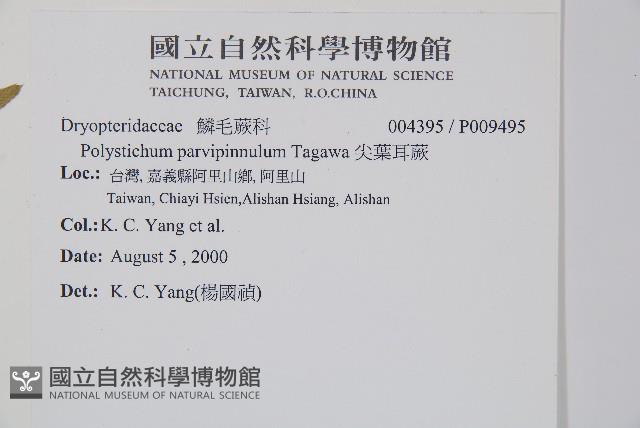 國立自然科學博物館
NATIONAL MUSEUM OF NATURAL SCIENCE
TAICHUNG, TAIWAN, R.O.CHINA
Dryopteridaceae 鱗毛蕨科 004395 / P009495
Polystichum parvipinnulum Tagawa 尖葉耳蕨
Loc.: 台灣, 嘉義縣阿里山鄉, 阿里山
Taiwan, Chiayi Hsien,Alishan Hsiang, Alishan
Col.: K. C. Yang et al.
Date: August 5 , 2000
Det.: K. C. Yang(楊國禎)
國立自然科學博物館
NATIONAL MUSEUM OF NATURAL SCIENCE